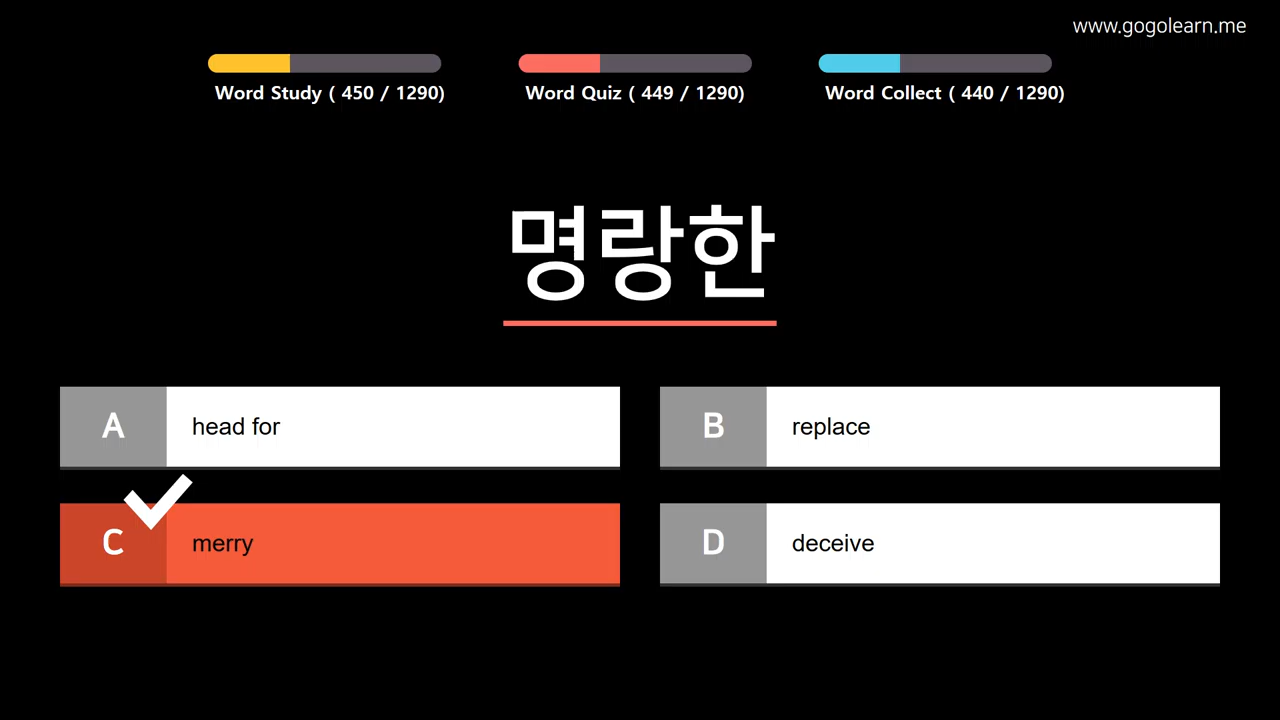 www.gogolearn.me
Word Study ( 450 / 1290)
Word Quiz ( 449 / 1290)
Word Collect ( 440 / 1290)
명랑한
A head for
B replace
C merry
D deceive